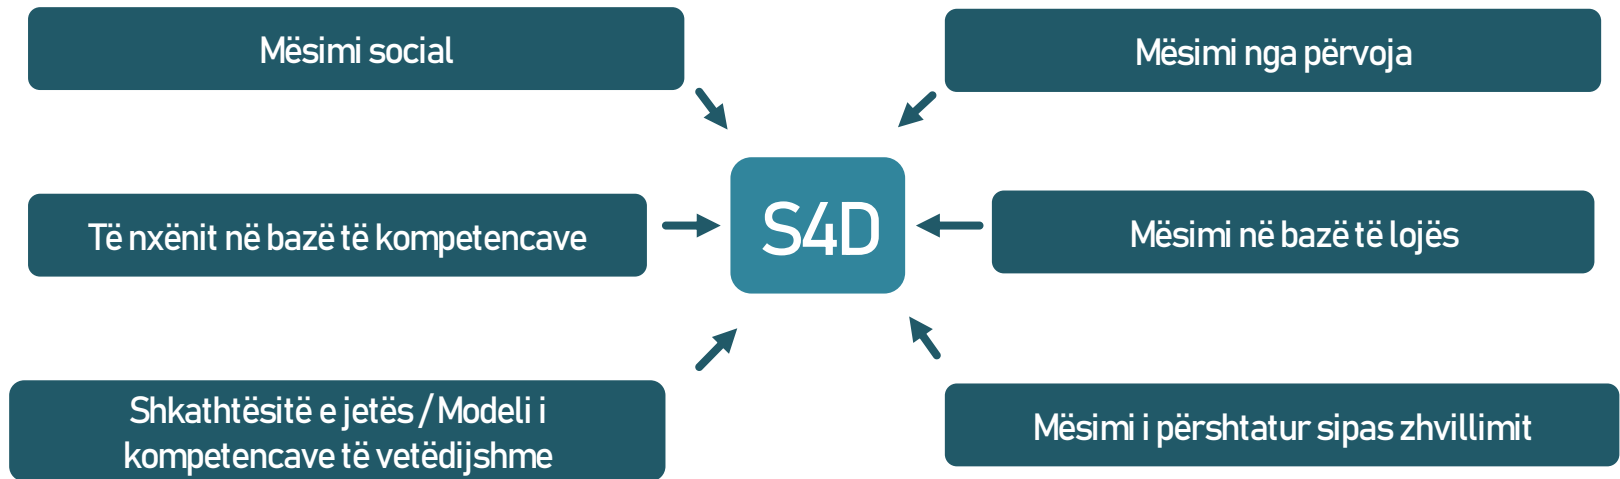 Mësimi social
Mësimi nga përvoja
Të nxënit në bazë të kompetencave
S4D
Mësimi në bazë të lojës
Shkathtësitë e jetës / Modeli i
kompetencave të vetëdijshme
Mësimi i përshtatur sipas zhvillimit